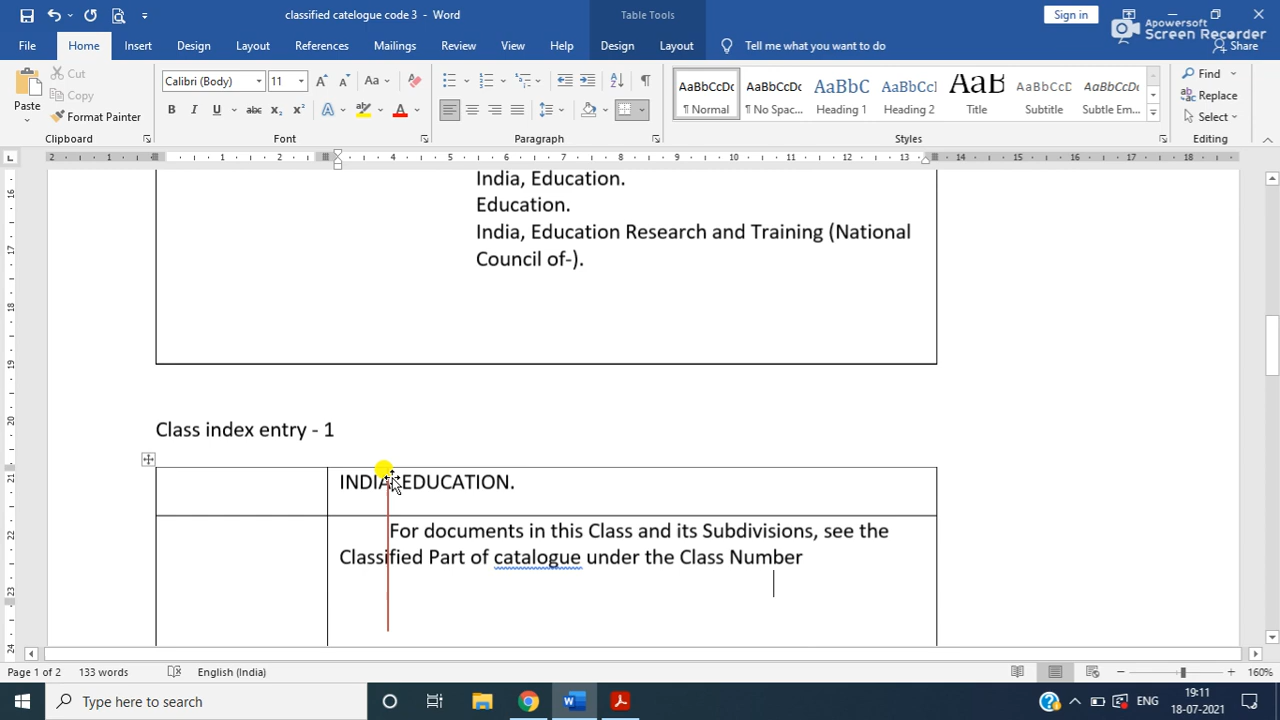 classified catelogue code 3 - Word
Table Tools
Sign in
Apowersoft
Screen Recorder
File
Home
Insert
Design
Layout
References
Mailings
Review
View
Help
Design
Layout
Tell me what you want to do
Share
Paste
Cut
Copy
Format Painter
Clipboard
Calibri (Body)
11
Font
Paragraph
AaBbCcDc
¶ Normal
AaBbCcDc
¶ No Spac...
AaBbC
Heading 1
AaBbCcl
Heading 2
AaB
Title
AaBbCcD
Subtitle
AaBbCcDc
Subtle Em...
Styles
Find
Replace
Select
Editing
India, Education.
Education.
India, Education Research and Training (National
Council of-).
Class index entry - 1
INDIA, EDUCATION.
For documents in this Class and its Subdivisions, see the
Classified Part of catalogue under the Class Number
Page 1 of 2
133 words
English (India)
160%
Type here to search
ENG
19:11
18-07-2021